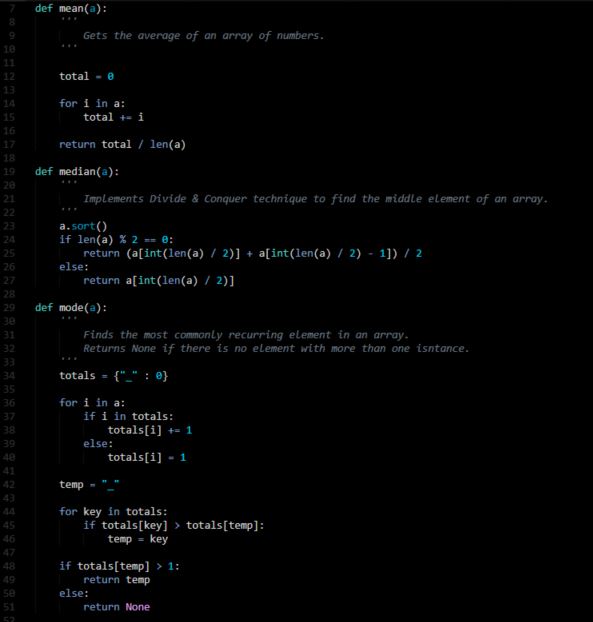 7 def mean(a):
8 '''
9 Gets the average of an array of numbers.
10 '''
11
12 total = 0
13
14 for i in a:
15 total += i
16
17 return total / len(a)
18
19 def median(a):
20 '''
21 Implements Divide & Conquer technique to find the middle element of an array.
22 '''
23 a.sort()
24 if len(a) % 2 == 0:
25 return (a[int(len(a) / 2)] + a[int(len(a) / 2) - 1]) / 2
26 else:
27 return a[int(len(a) / 2)]
28
29 def mode(a):
30 '''
31 Finds the most commonly recurring element in an array.
32 Returns None if there is no element with more than one isntance.
33 '''
34 totals = {"_" : 0}
35
36 for i in a:
37 if i in totals:
38 totals[i] += 1
39 else:
40 totals[i] = 1
41
42 temp = "_"
43
44 for key in totals:
45 if totals[key] > totals[temp]:
46 temp = key
47
48 if totals[temp] > 1:
49 return temp
50 else:
51 return None
52